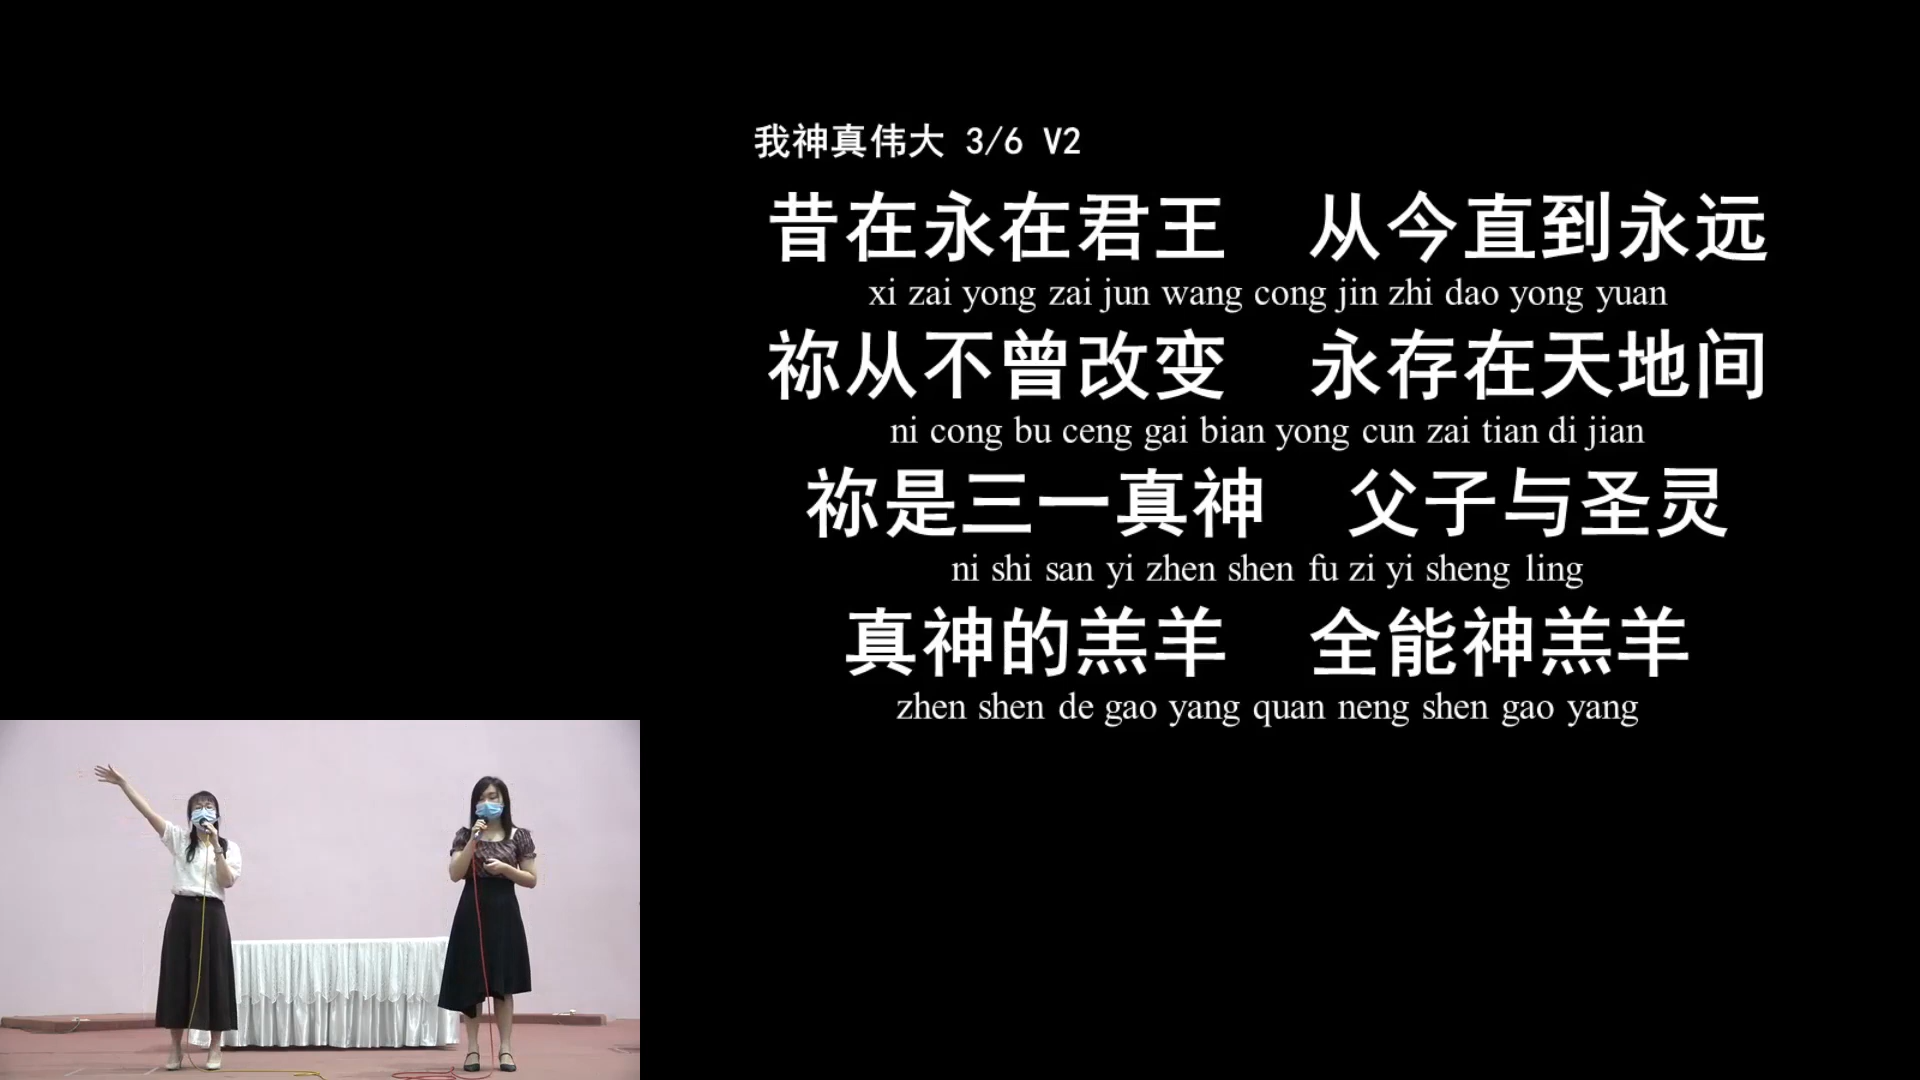 我神真伟大 3/6 V2
昔在永在君王 从今直到永远
xi zai yong zai jun wang cong jin zhi dao yong yuan
祢从不曾改变 永存在天地间
ni cong bu ceng gai bian yong cun zai tian di jian
祢是三一真神 父子与圣灵
ni shi san yi zhen shen fu zi yi sheng ling
真神的羔羊 全能神羔羊
zhen shen de gao yang quan neng shen gao yang